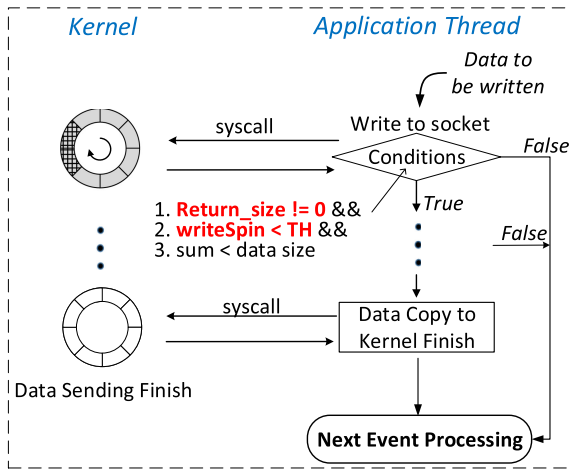 Kernel
Application Thread
Data to
be written
syscall
Write to socket
Conditions
False
1. Return_size != 0 &&
2. writeSpin < TH &&
3. sum < data size
True
False
syscall
Data Copy to
Kernel Finish
Data Sending Finish
Next Event Processing